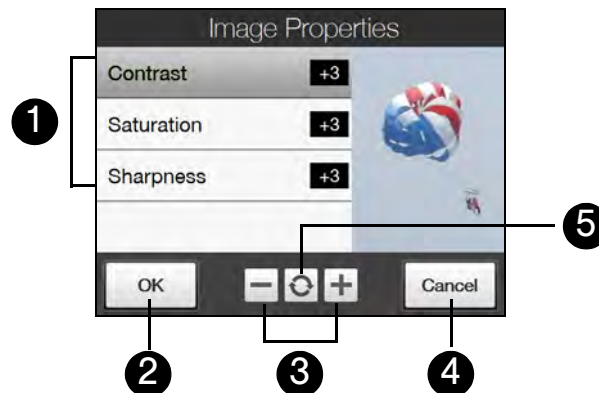 Image Properties
Contrast +3
Saturation +3
Sharpness +3
OK
Cancel
1
2
3
4
5